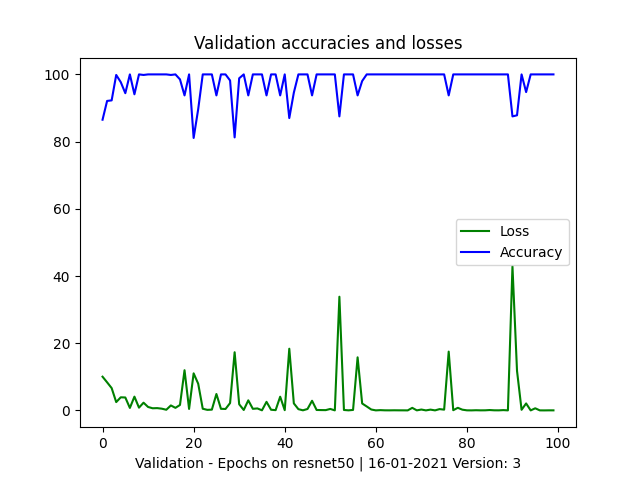 Validation accuracies and losses
100
80
60
40
20
0
Loss
Accuracy
0 20 40 60 80 100
Validation - Epochs on resnet50 | 16-01-2021 Version: 3